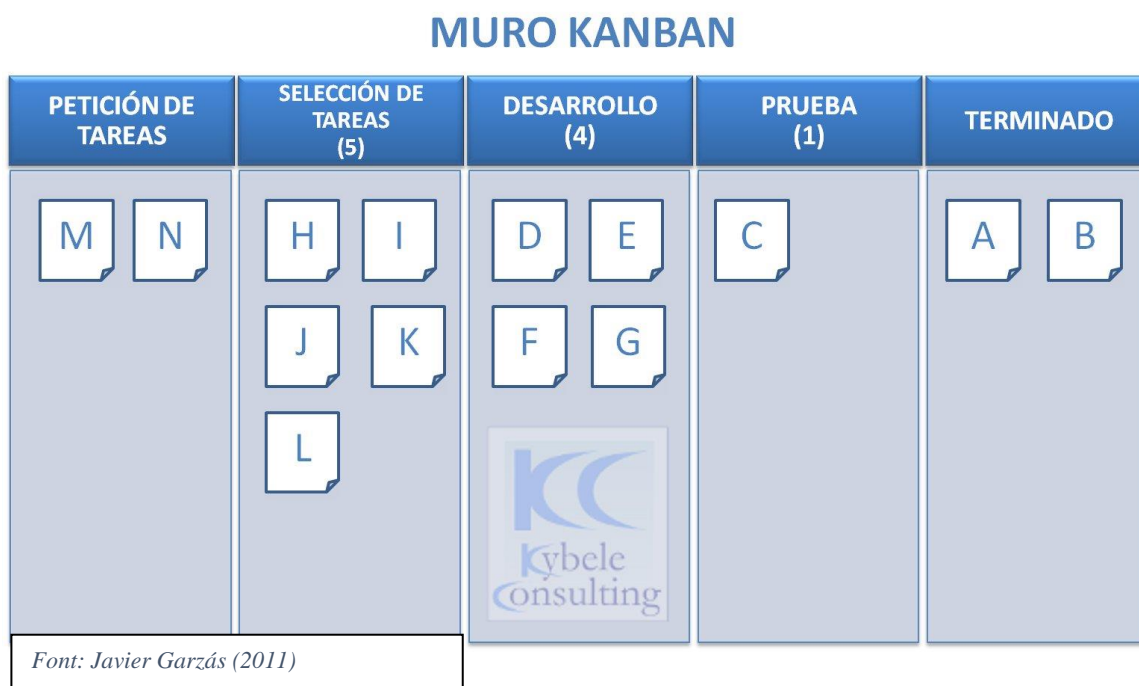 MURO KANBAN
PETICIÓN DE
TAREAS
SELECCIÓN DE
TAREAS
(5)
DESARROLLO
(4)
PRUEBA
(1)
TERMINADO
M N
H I
J K
L
D E
F G
C
A B
KC
Kybele
Consulting
Font: Javier Garzás (2011)